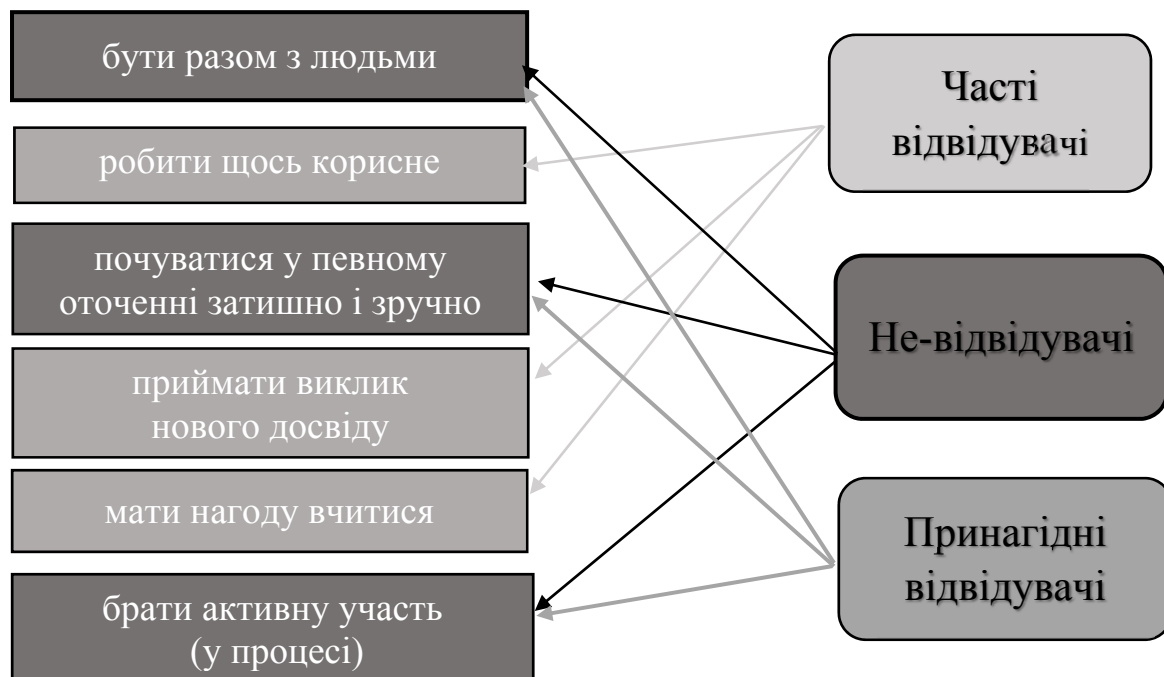 бути разом з людьми
робити щось корисне
почуватися у певному
оточенні затишно і зручно
приймати виклик
нового досвіду
мати нагоду вчитися
брати активну участь
(у процесі)
Часті
відвідувачі
Не-відвідувачі
Принагідні
відвідувачі